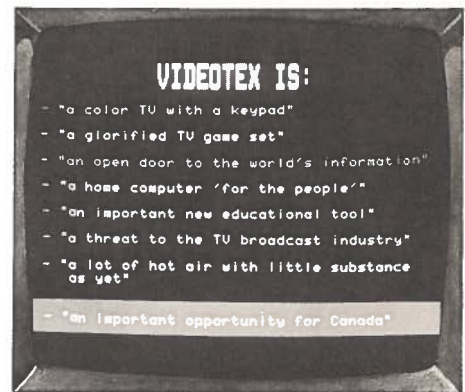 VIDEOTEX IS:
- "a color TV with a keypad"
- "a glorified TV game set"
- "an open door to the world's information"
- "a home computer 'for the people'"
- "an important new educational tool"
- "a threat to the TV broadcast industry"
- "a lot of hot air with little substance
as yet"
- "an important opportunity for Canada"